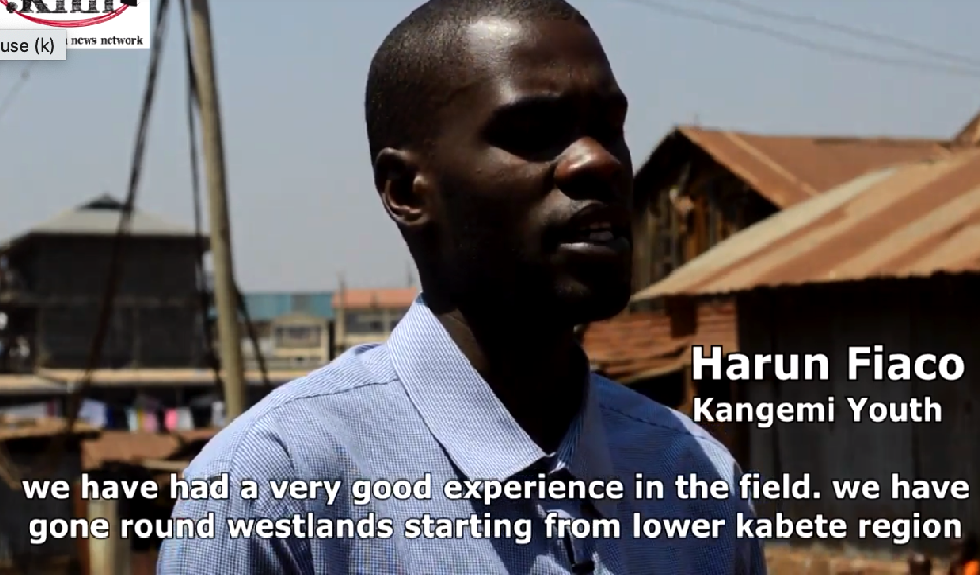 news network
use (k)
Harun Fiaco
Kangemi Youth
we have had a very good experience in the field. we have
gone round westlands starting from lower kabete region